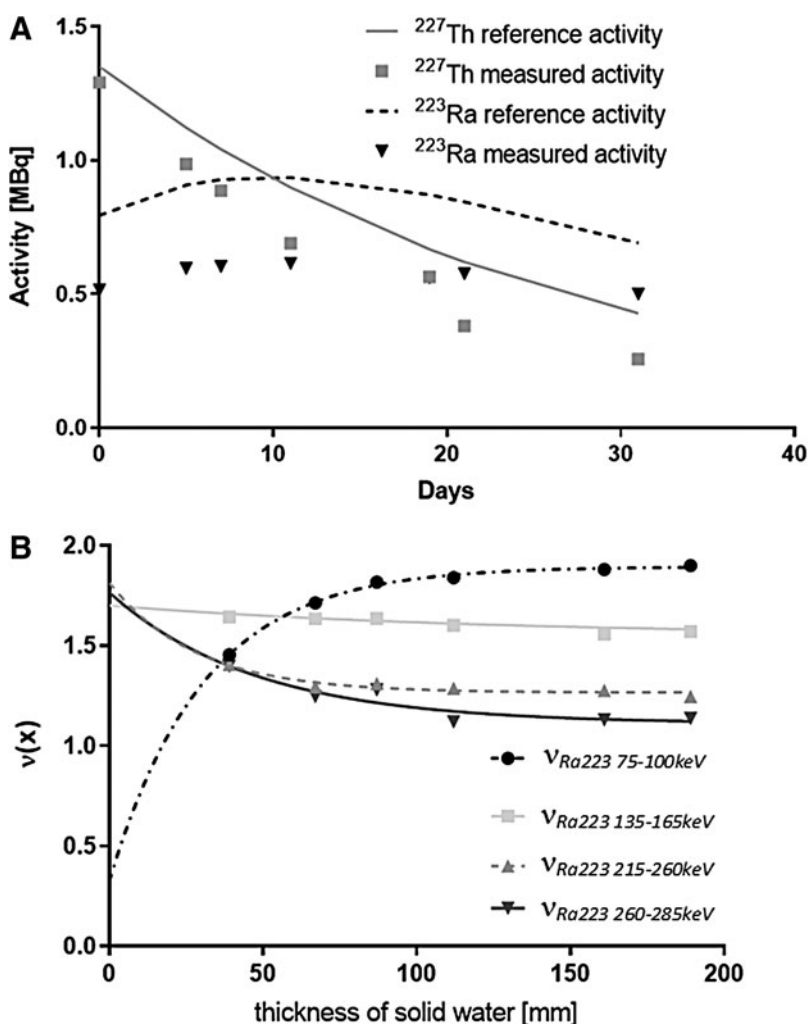 A
1.5
1.0
0.5
0.0
Activity [MBq]
²²⁷Th reference activity
²²⁷Th measured activity
²²³Ra reference activity
²²³Ra measured activity
0 10 20 30 40
Days
B
2.0
1.5
1.0
0.5
0.0
ν(x)
νRa223 75-100keV
νRa223 135-165keV
νRa223 215-260keV
νRa223 260-285keV
0 50 100 150 200
thickness of solid water [mm]